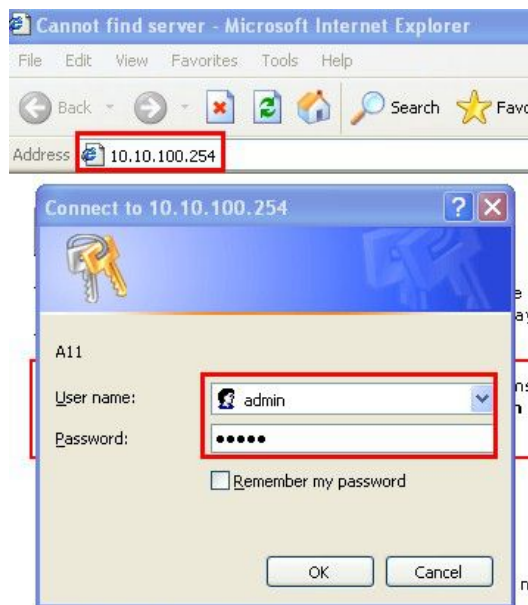 Cannot find server - Microsoft Internet Explorer
File Edit View Favorites Tools Help
Back Search Favo
Address 10.10.100.254
Connect to 10.10.100.254
A11
User name: admin
Password: •••••
Remember my password
OK Cancel